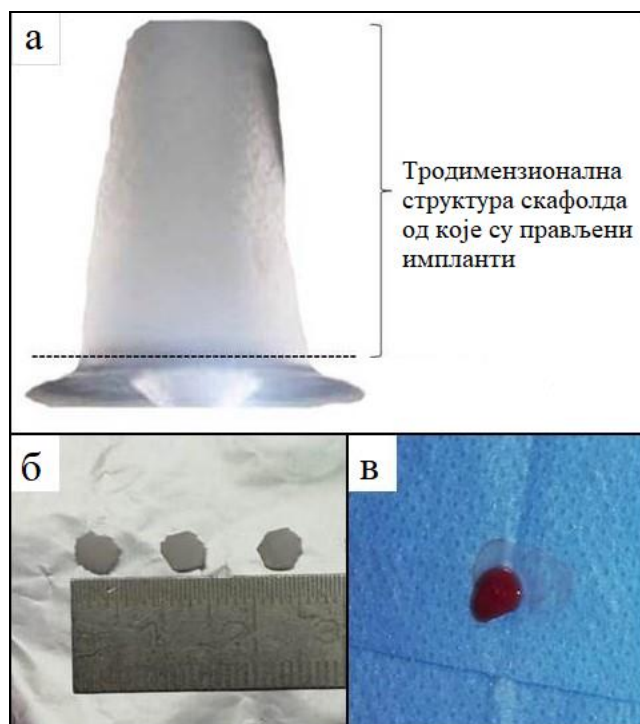 а
Тродимензионална
структура скафолда
од које су прављени
импланти
б
в